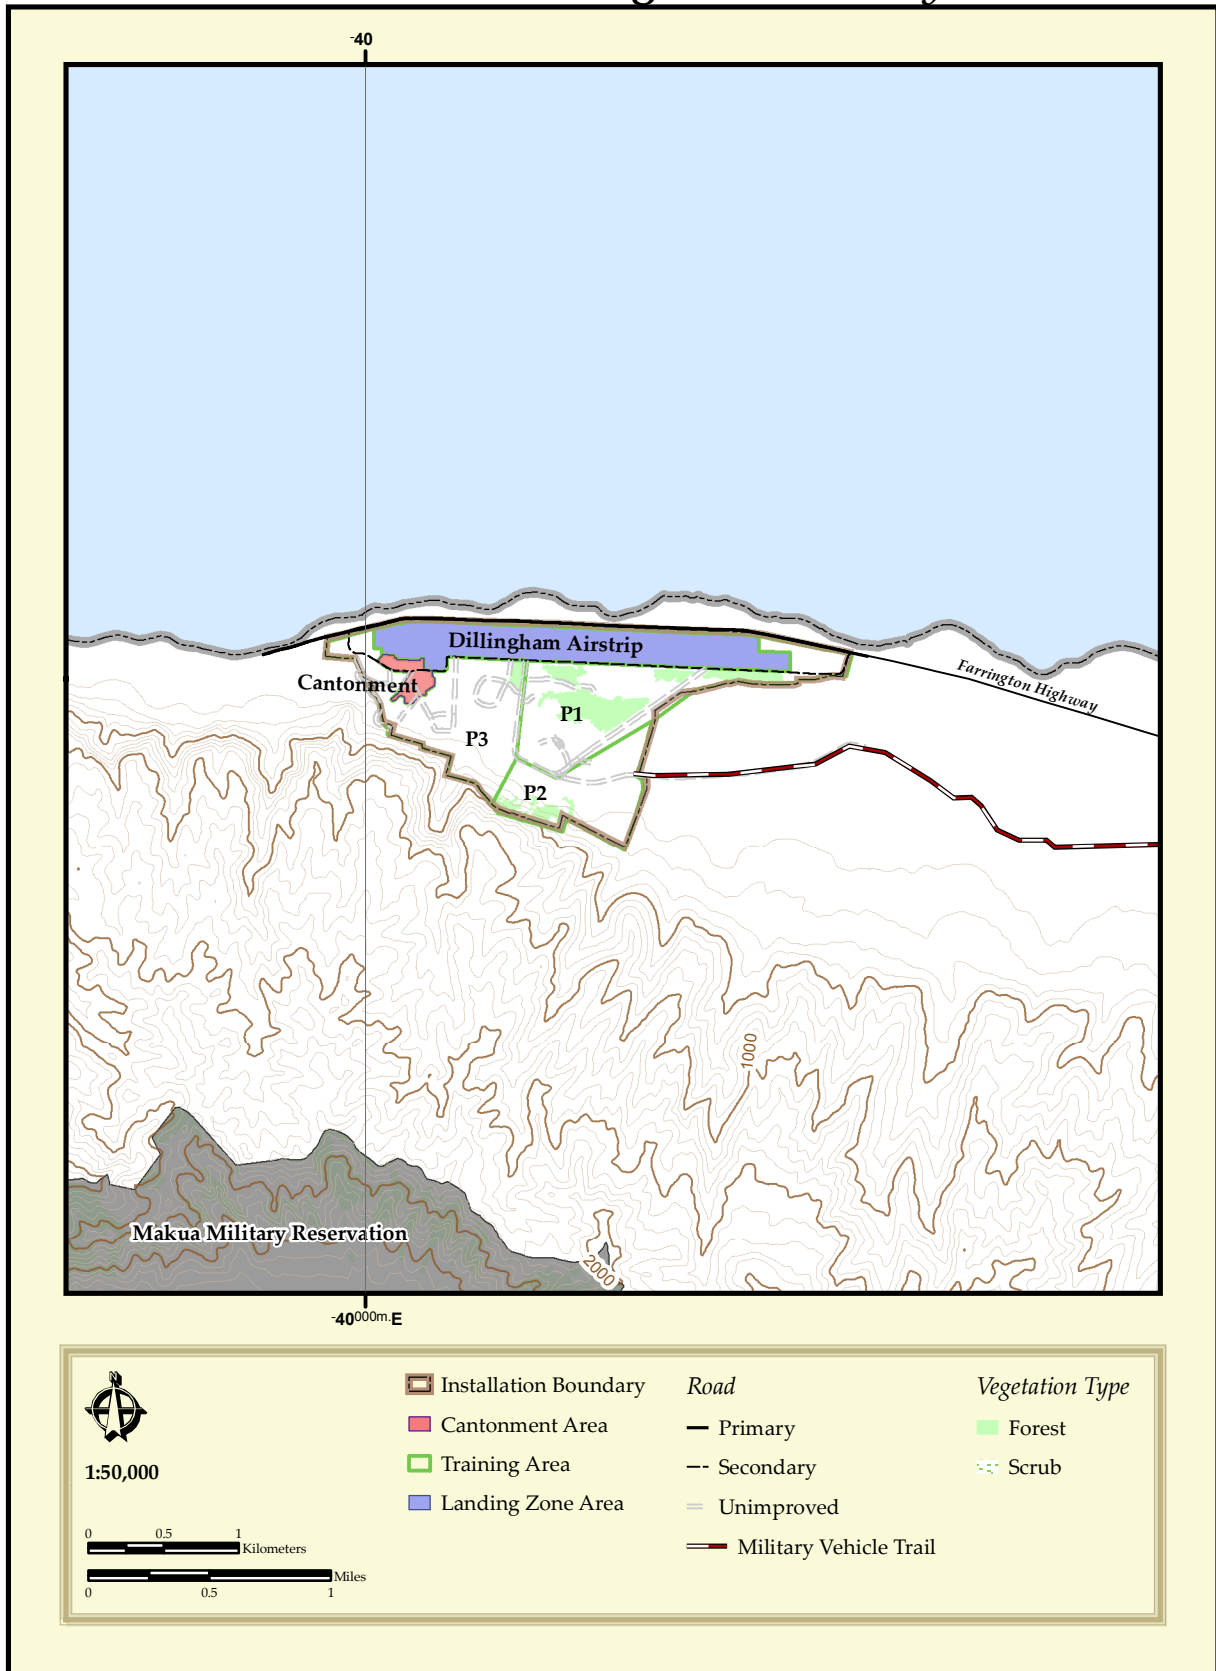 -40
Dillingham Airstrip
Farrington Highway
Cantonment
P1
P3
P2
1000
Makua Military Reservation
2000
-40000m.E
N
1:50,000
0 0.5 1
Kilometers
Miles
0 0.5 1
Installation Boundary
Cantonment Area
Training Area
Landing Zone Area
Road
Primary
Secondary
Unimproved
Military Vehicle Trail
Vegetation Type
Forest
Scrub